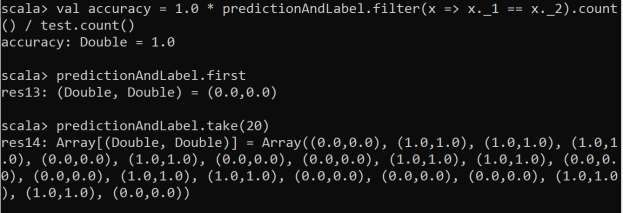 scala> val accuracy = 1.0 * predictionAndLabel.filter(x => x._1 == x._2).count
() / test.count()
accuracy: Double = 1.0
scala> predictionAndLabel.first
res13: (Double, Double) = (0.0,0.0)
scala> predictionAndLabel.take(20)
res14: Array[(Double, Double)] = Array((0.0,0.0), (1.0,1.0), (1.0,1.0), (1.0,1
.0), (0.0,0.0), (1.0,1.0), (0.0,0.0), (0.0,0.0), (1.0,1.0), (1.0,1.0), (0.0,0.
0), (0.0,0.0), (1.0,1.0), (1.0,1.0), (0.0,0.0), (0.0,0.0), (0.0,0.0), (1.0,1.0
), (1.0,1.0), (0.0,0.0))